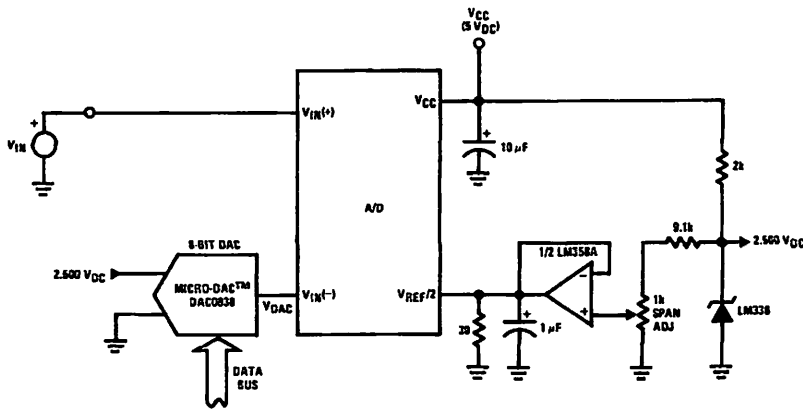 VCC
(5 VDC)
VIN(+)
VCC
+
VIN
+
10 µF
2k
A/D
8-BIT DAC
9.1k
2.500 VDC
1/2 LM358A
2.500 VDC
MICRO-DAC™
DAC0830
VIN(−)
VDAC
VREF/2
−
+
1k
SPAN
ADJ
LM336
+
1 µF
DATA
BUS